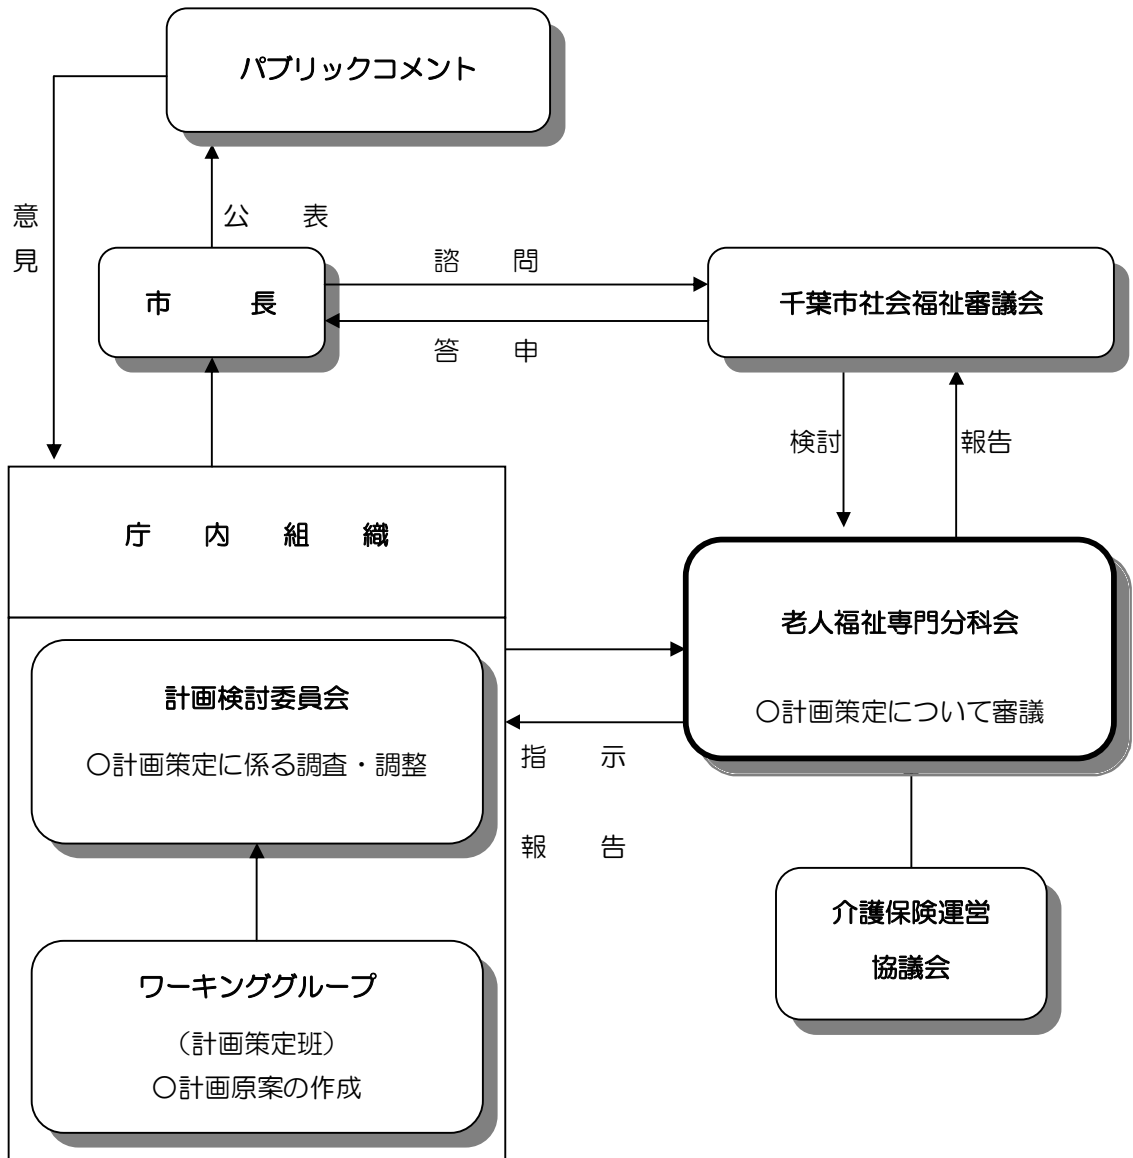 パブリックコメント
意見
公　表
市　長
諮　問
千葉市社会福祉審議会
答　申
検討
報告
庁　内　組　織
老人福祉専門分科会
○計画策定について審議
計画検討委員会
○計画策定に係る調査・調整
指　示
報　告
介護保険運営
協議会
ワーキンググループ
（計画策定班）
○計画原案の作成